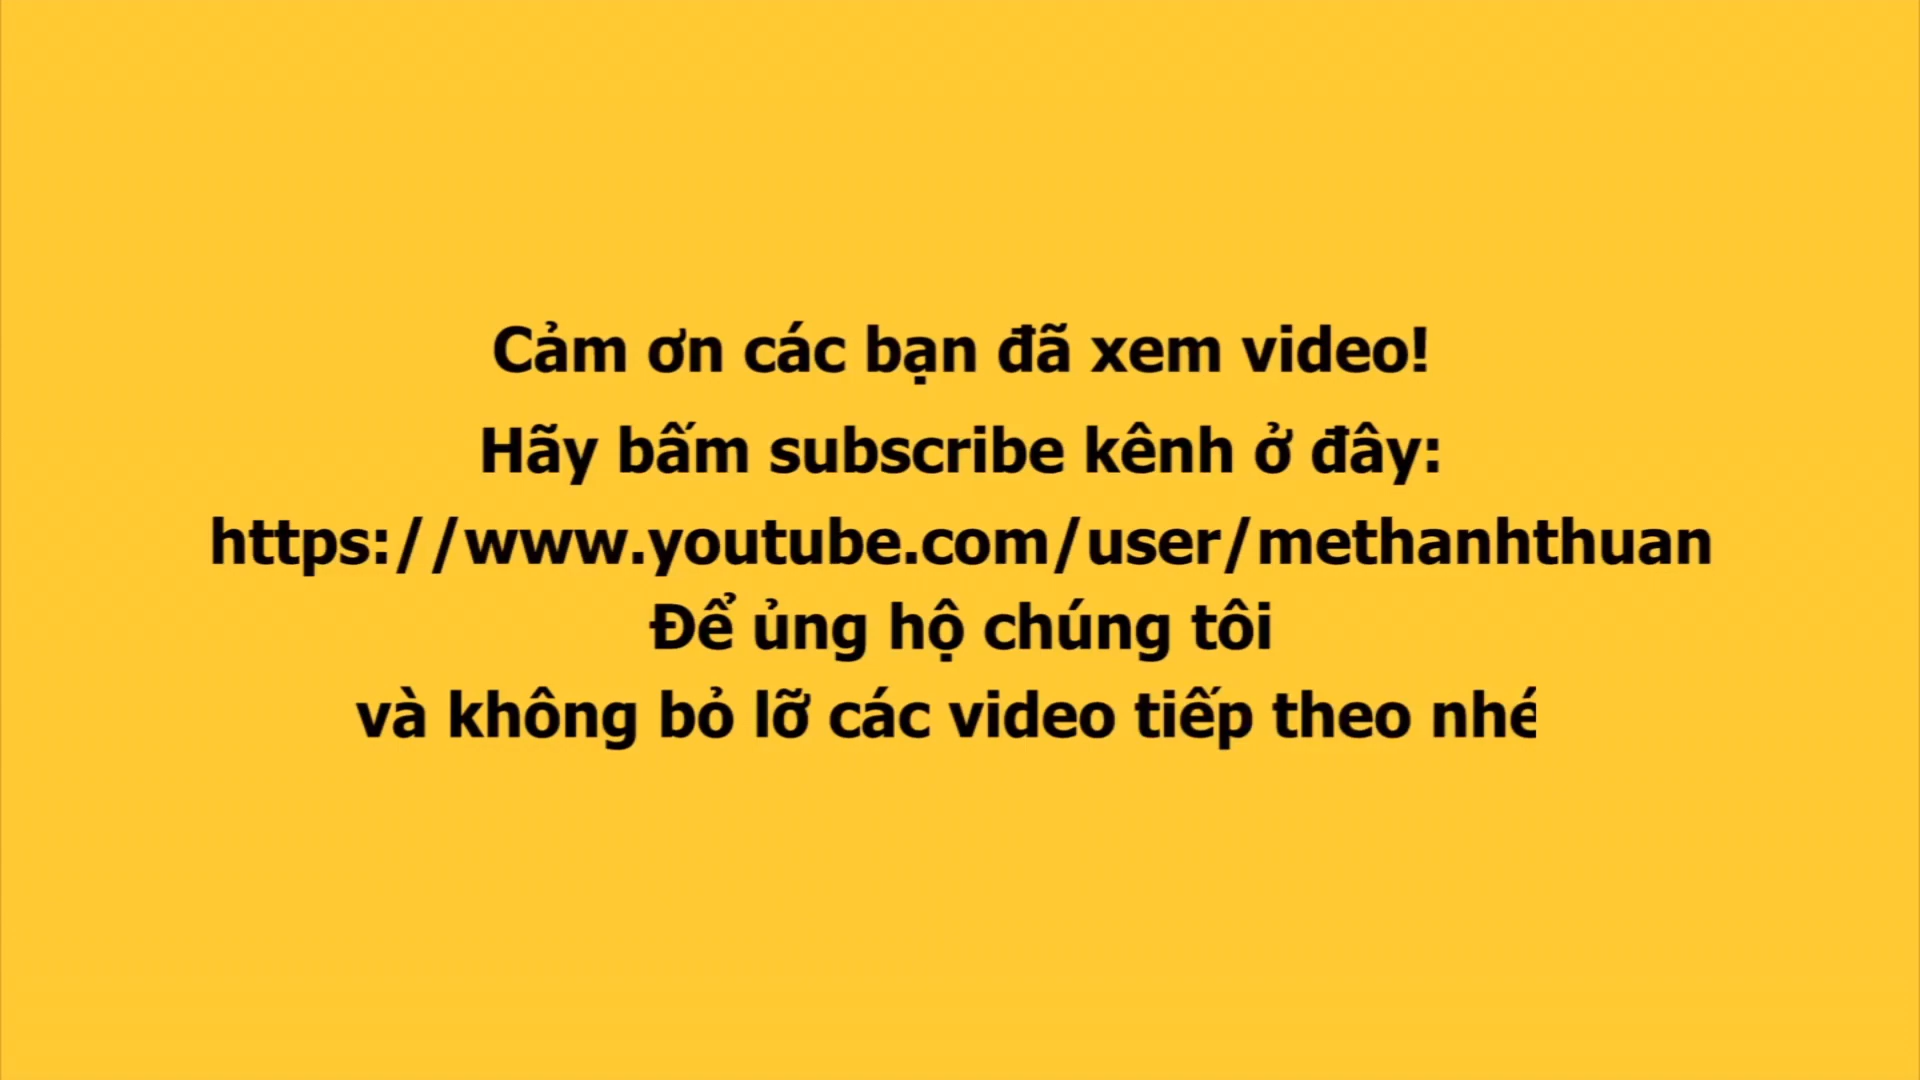 Cảm ơn các bạn đã xem video!
Hãy bấm subscribe kênh ở đây:
https://www.youtube.com/user/methanhthuan
Để ủng hộ chúng tôi
và không bỏ lỡ các video tiếp theo nhé